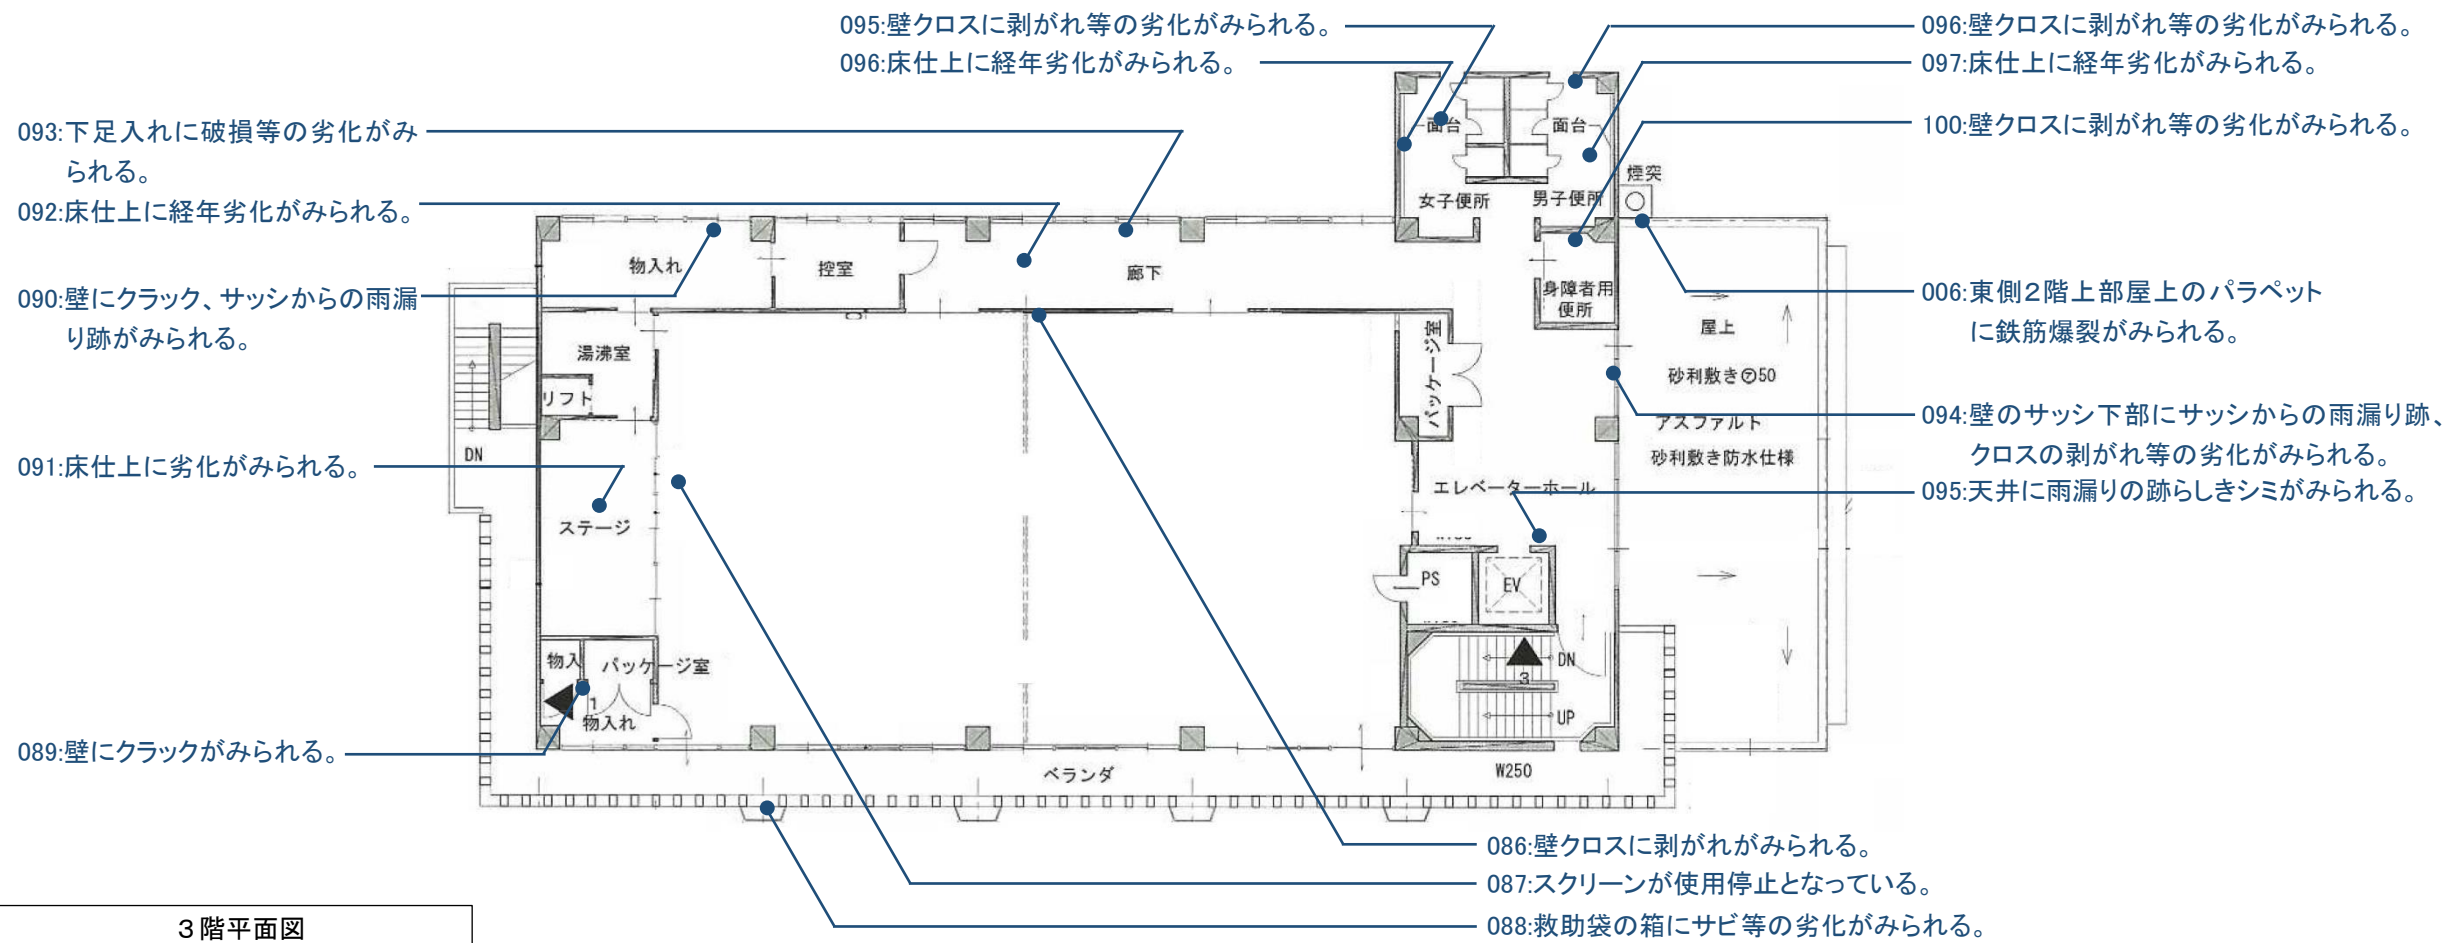 095:壁クロスに剥がれ等の劣化がみられる。
096:床仕上に経年劣化がみられる。
096:壁クロスに剥がれ等の劣化がみられる。
097:床仕上に経年劣化がみられる。
100:壁クロスに剥がれ等の劣化がみられる。
093:下足入れに破損等の劣化がみ
られる。
092:床仕上に経年劣化がみられる。
090:壁にクラック、サッシからの雨漏
り跡がみられる。
091:床仕上に劣化がみられる。
089:壁にクラックがみられる。
面台
面台
女子便所
男子便所
煙突
物入れ
控室
廊下
身障者用
便所
湯沸室
リフト
パッケージ室
屋上
砂利敷き㋐50
アスファルト
砂利敷き防水仕様
DN
ステージ
エレベーターホール
PS
EV
物入
パッケージ室
1
物入れ
DN
3
UP
ベランダ
W250
006:東側2階上部屋上のパラペット
に鉄筋爆裂がみられる。
094:壁のサッシ下部にサッシからの雨漏り跡、
クロスの剥がれ等の劣化がみられる。
095:天井に雨漏りの跡らしきシミがみられる。
086:壁クロスに剥がれがみられる。
087:スクリーンが使用停止となっている。
088:救助袋の箱にサビ等の劣化がみられる。
3階平面図